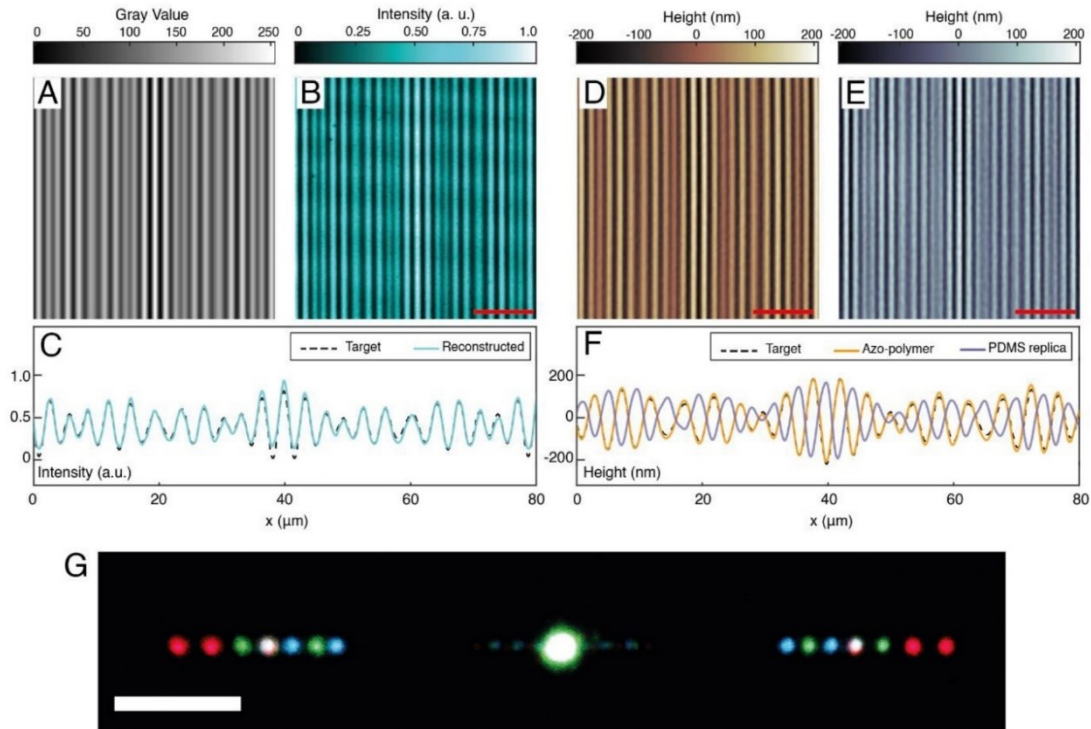 Gray Value
0 50 100 150 200 250
Intensity (a. u.)
0 0.25 0.75 1.0
Height (nm)
-200 -100 0 100 200
Height (nm)
-200 -100 0 100 200
A
B
D
E
C
Target Reconstructed
1.0
0.5
0
Intensity (a.u.)
0 20 40 60 80
x (μm)
F
Target Azo-polymer PDMS replica
200
0
-200
Height (nm)
0 20 40 60 80
x (μm)
G